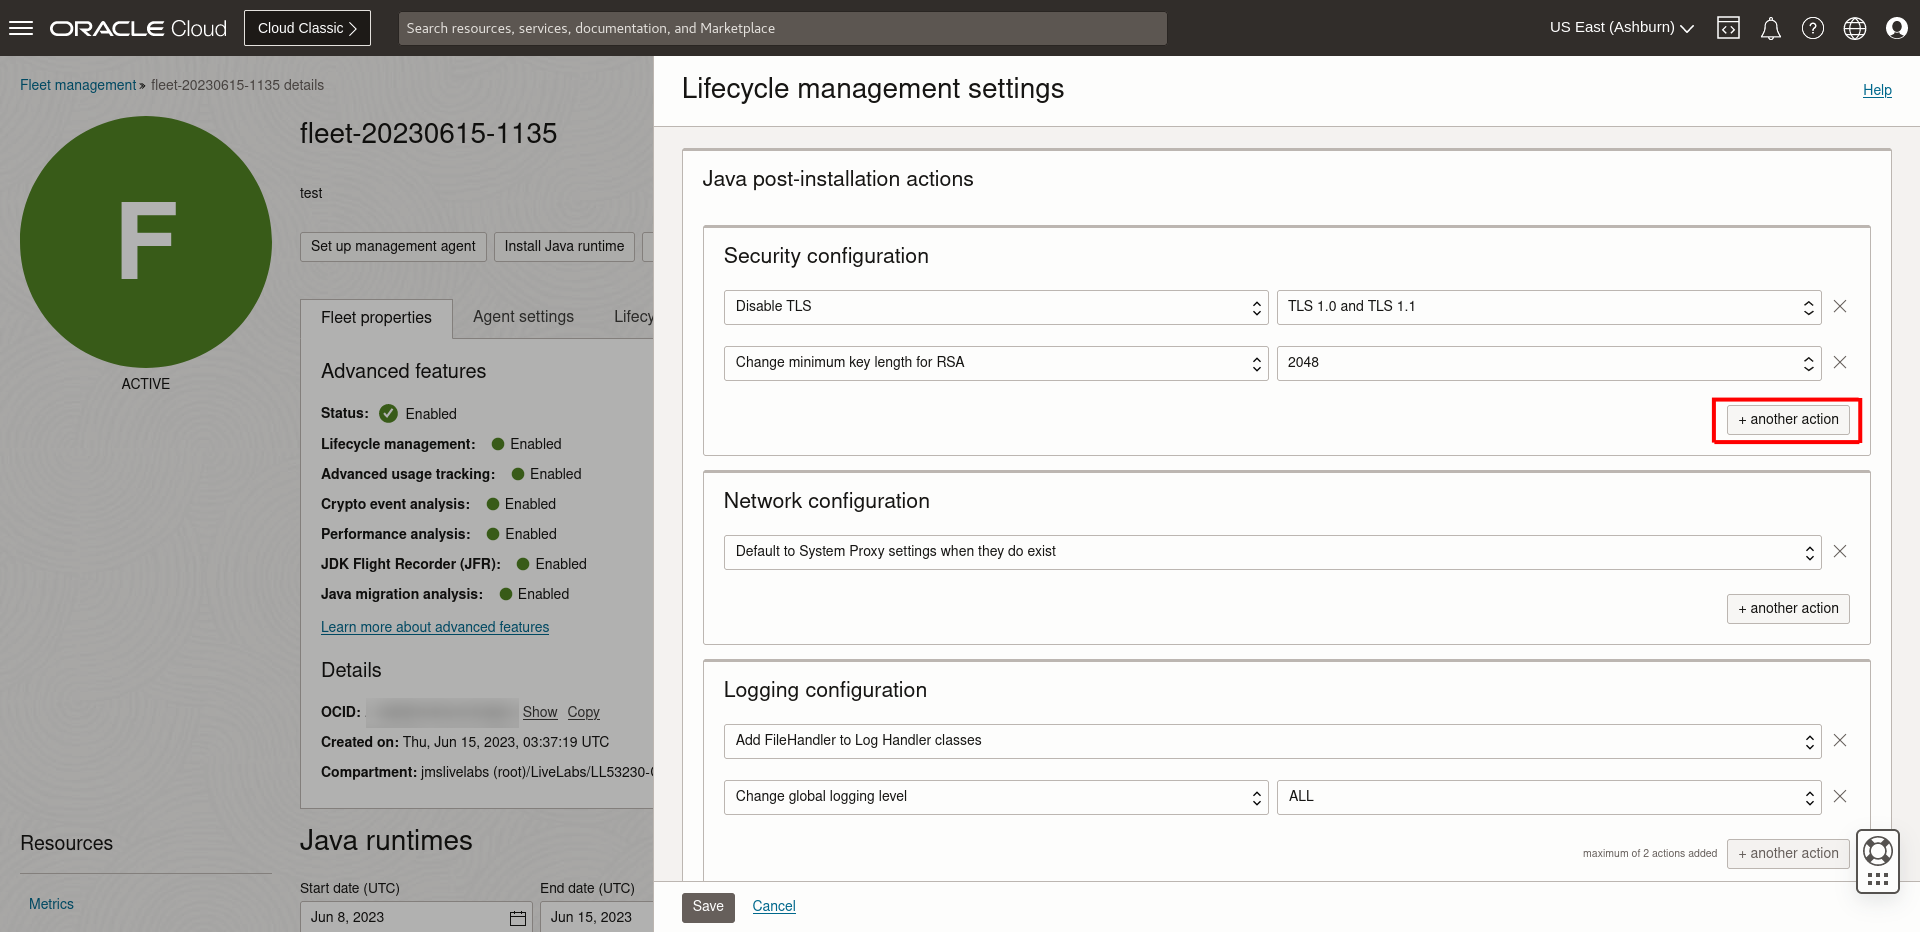 ORACLE Cloud
Cloud Classic
Search resources, services, documentation, and Marketplace
US East (Ashburn)
Fleet management » fleet-20230615-1135 details
F
ACTIVE
fleet-20230615-1135
test
Set up management agent
Install Java runtime
Fleet properties
Agent settings
Lifecy
Advanced features
Status: Enabled
Lifecycle management: Enabled
Advanced usage tracking: Enabled
Crypto event analysis: Enabled
Performance analysis: Enabled
JDK Flight Recorder (JFR): Enabled
Java migration analysis: Enabled
Learn more about advanced features
Details
OCID: Show Copy
Created on: Thu, Jun 15, 2023, 03:37:19 UTC
Compartment: jmslivelabs (root)/LiveLabs/LL53230-
Resources
Metrics
Java runtimes
Start date (UTC)
Jun 8, 2023
End date (UTC)
Jun 15, 2023
Lifecycle management settings
Help
Java post-installation actions
Security configuration
Disable TLS
TLS 1.0 and TLS 1.1
Change minimum key length for RSA
2048
+ another action
Network configuration
Default to System Proxy settings when they do exist
+ another action
Logging configuration
Add FileHandler to Log Handler classes
Change global logging level
ALL
maximum of 2 actions added
+ another action
Save
Cancel